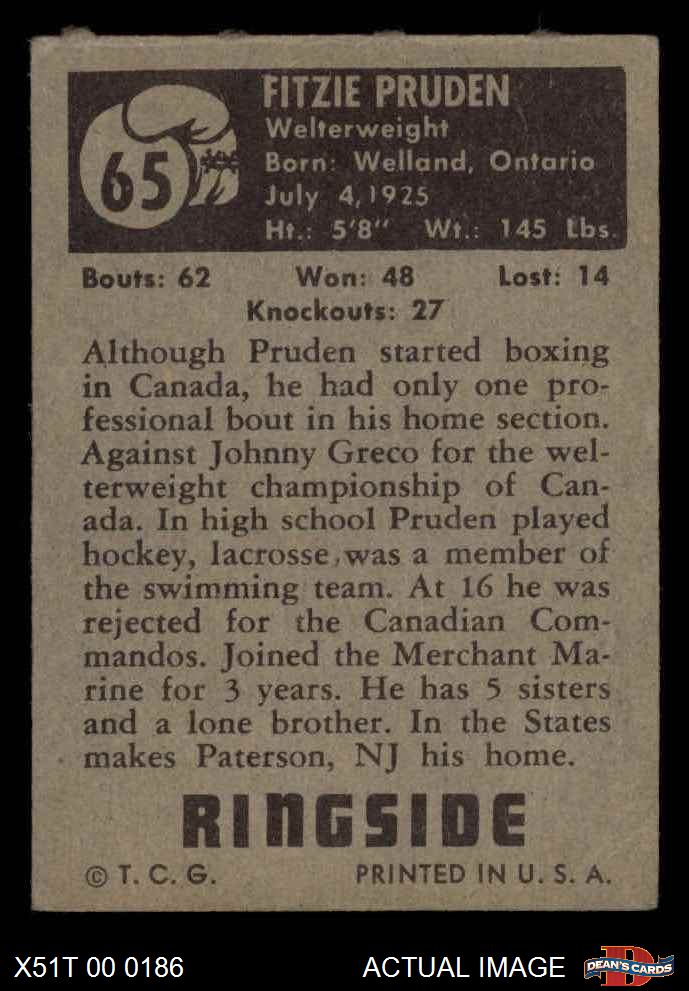 65
FITZIE PRUDEN
Welterweight
Born: Welland, Ontario
July 4, 1925
Ht.: 5'8'' Wt.: 145 Lbs.
Bouts: 62 Won: 48 Lost: 14
Knockouts: 27
Although Pruden started boxing
in Canada, he had only one pro-
fessional bout in his home section.
Against Johnny Greco for the wel-
terweight championship of Can-
ada. In high school Pruden played
hockey, lacrosse, was a member of
the swimming team. At 16 he was
rejected for the Canadian Com-
mandos. Joined the Merchant Ma-
rine for 3 years. He has 5 sisters
and a lone brother. In the States
makes Paterson, NJ his home.
RINGSIDE
© T. C. G. PRINTED IN U. S. A.
X51T 00 0186 ACTUAL IMAGE D DEAN'S CARDS